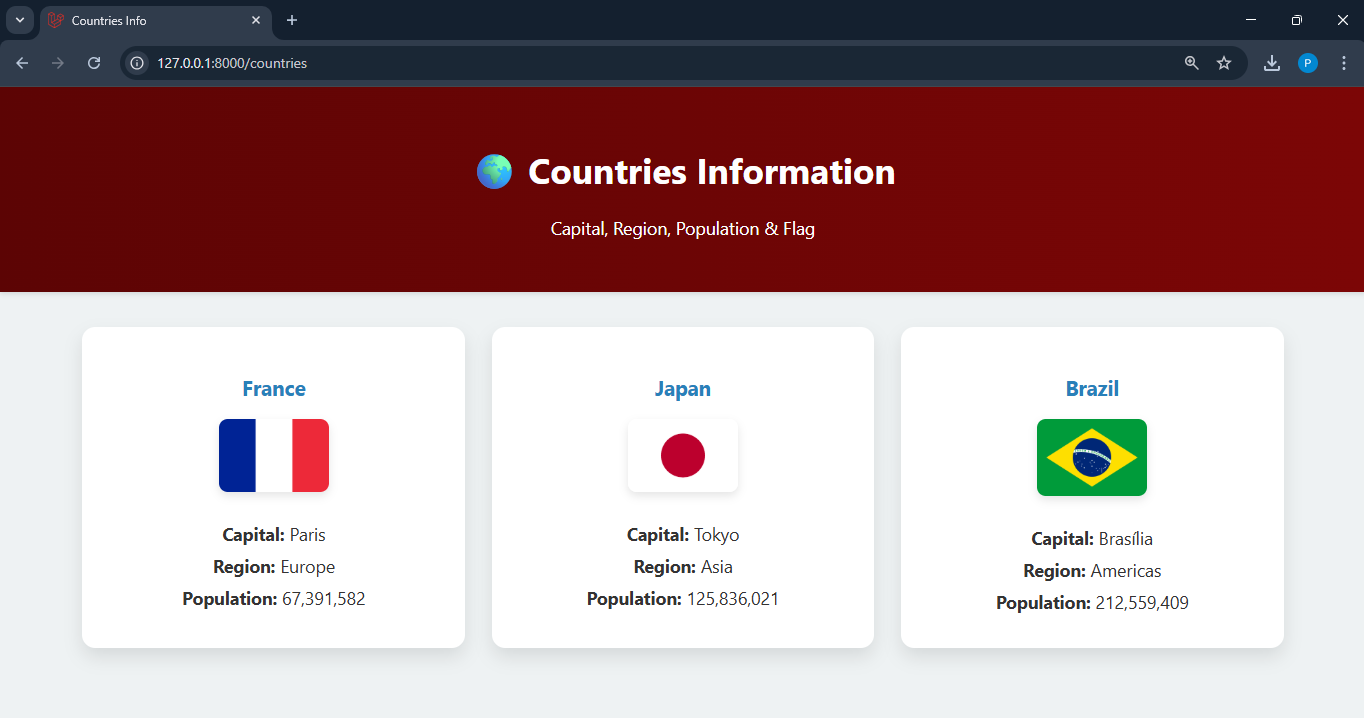 Countries Info
127.0.0.1:8000/countries
P
Countries Information
Capital, Region, Population & Flag
France
Capital: Paris
Region: Europe
Population: 67,391,582
Japan
Capital: Tokyo
Region: Asia
Population: 125,836,021
Brazil
Capital: Brasília
Region: Americas
Population: 212,559,409